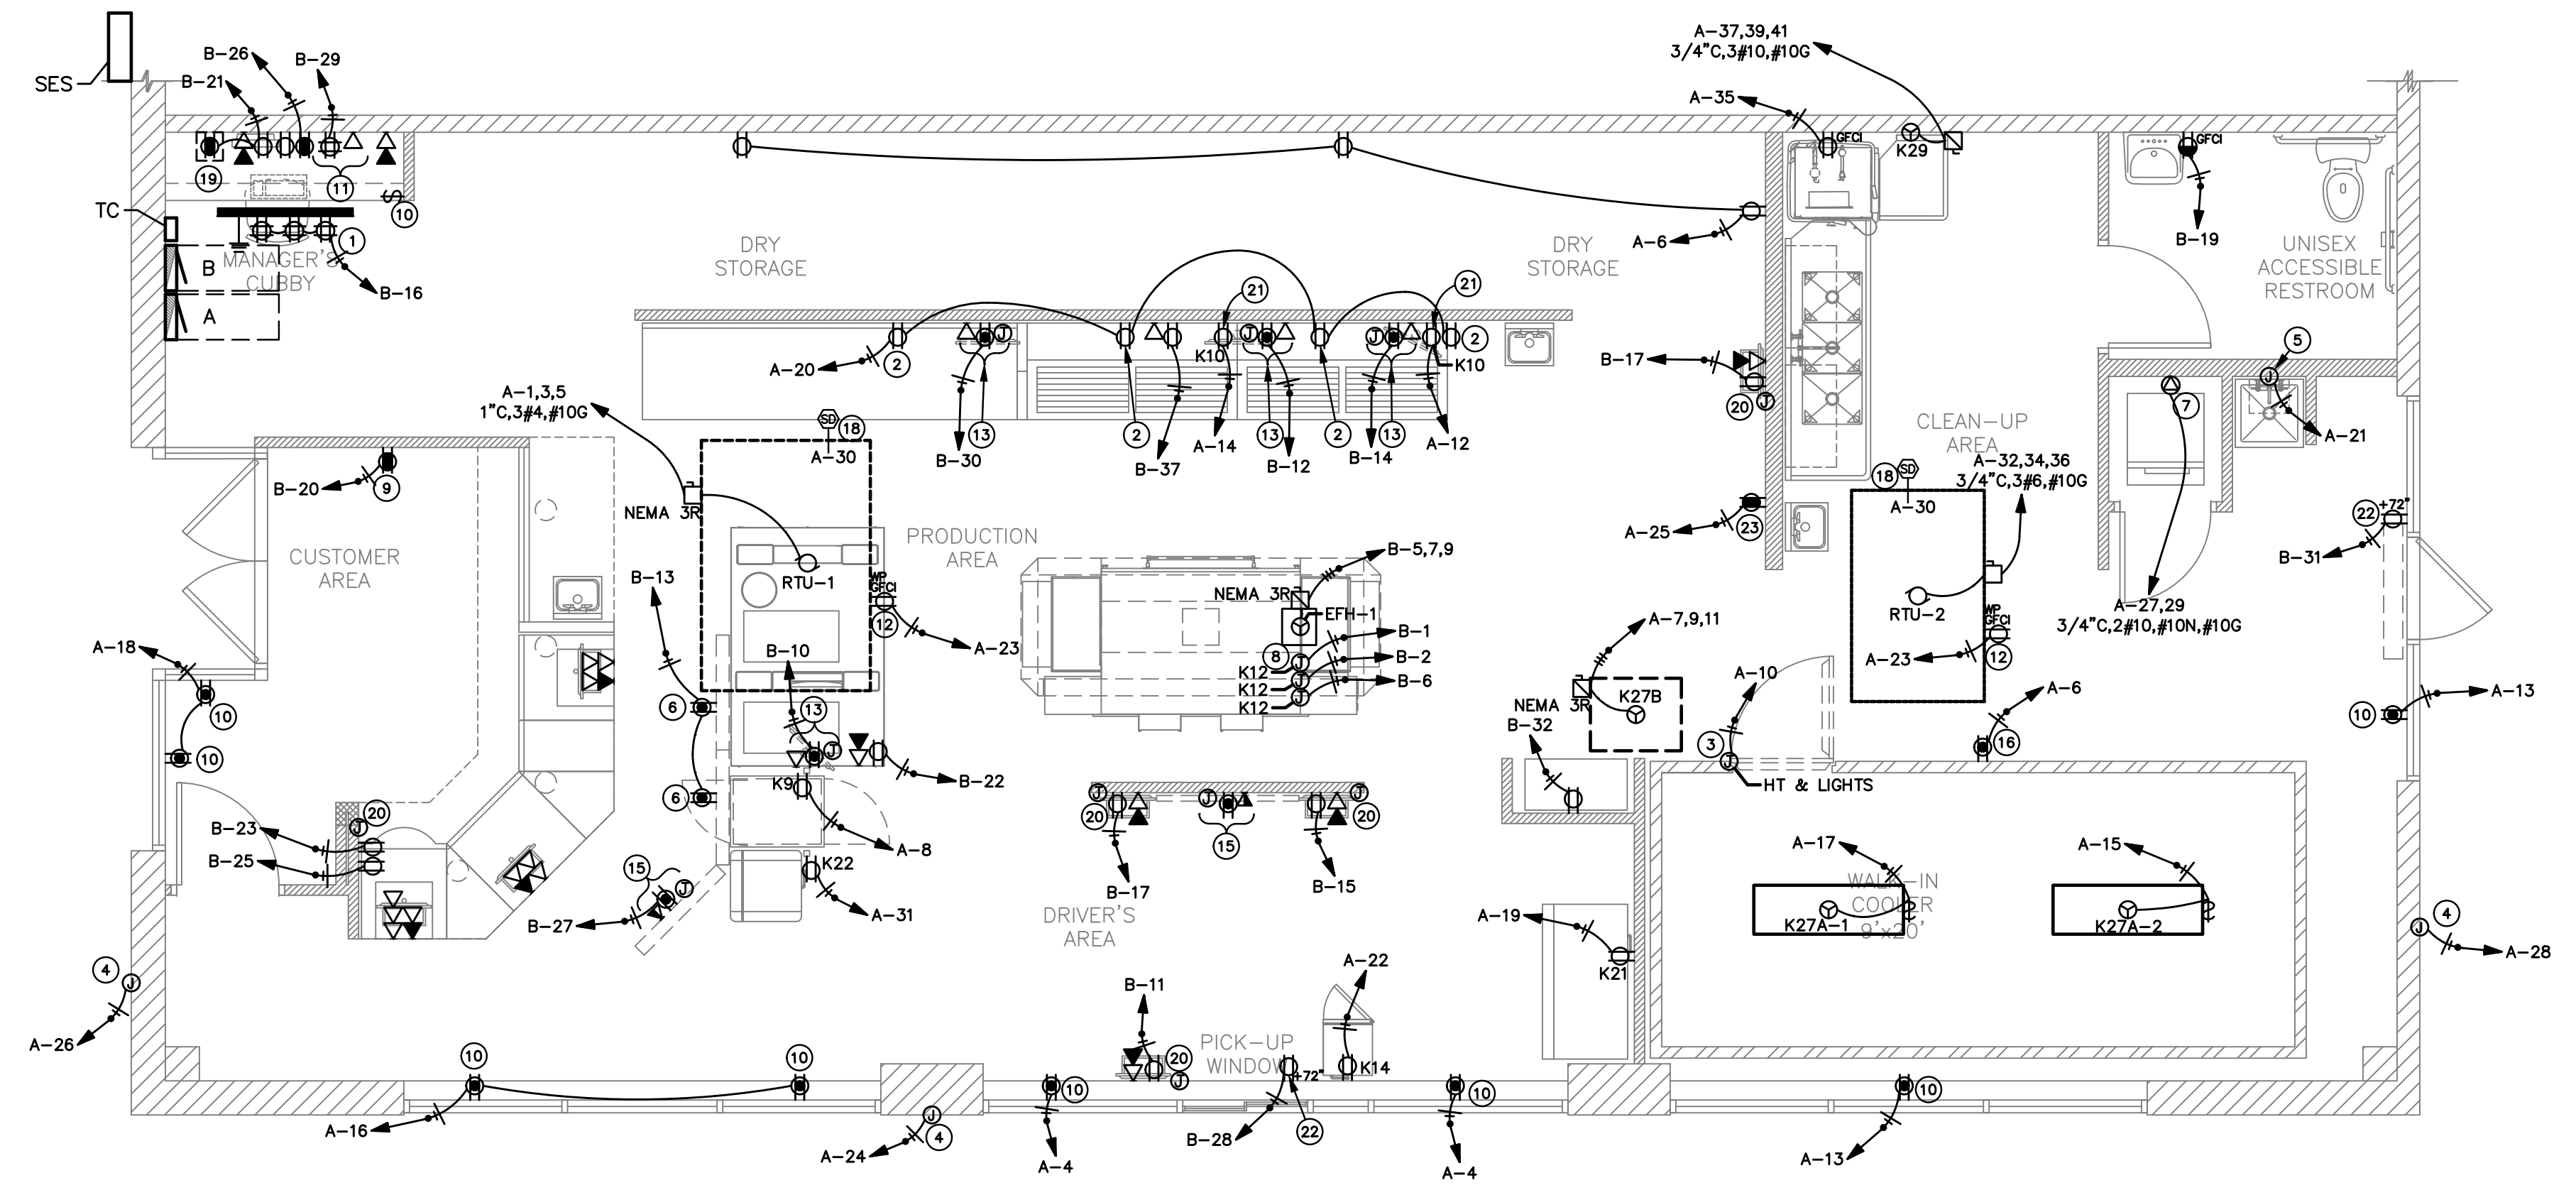 A-37,39,41
3/4"C,3#10,#10G
B-26
B-29
B-21
SES
A-35
GFCI
K29
GFCI
19
11
10
TC
1
B
A
MANAGER'S
CUBBY
B-16
DRY
STORAGE
DRY
STORAGE
A-6
B-19
UNISEX
ACCESSIBLE
RESTROOM
21
21
J
J
J
2
K10
K10
A-20
2
B-17
5
J
A-1,3,5
1"C,3#4,#10G
20
J
7
SD
18
A-30
13
2
13
2
13
B-30
B-37
A-14
B-12
B-14
A-12
CLEAN-UP
AREA
A-21
A-32,34,36
3/4"C,3#6,#10G
SD
18
A-30
B-20
9
NEMA 3R
A-25
23
22
+72"
B-31
CUSTOMER
AREA
PRODUCTION
AREA
RTU-1
B-13
WP
GFCI
12
A-23
B-5,7,9
NEMA 3R
EFH-1
8
B-1
K12
J
B-2
K12
J
B-6
K12
J
RTU-2
WP
GFCI
12
A-23
A-27,29
3/4"C,2#10,#10N,#10G
A-7,9,11
A-18
B-10
10
10
6
13
J
B-22
K9
6
NEMA 3R
K27B
B-32
A-10
3
J
HT & LIGHTS
A-6
16
10
A-13
20
J
B-23
B-25
A-8
J
20
J
15
J
20
B-17
B-15
15
J
K22
A-31
B-27
DRIVER'S
AREA
A-19
K21
A-17
A-15
WALK-IN
COOLER
9'x20'
K27A-1
K27A-2
4
J
A-28
4
J
A-26
A-22
B-11
20
J
PICK-UP
WINDOW
+72"
K14
10
10
10
10
10
A-16
J
4
A-24
A-4
B-28
22
A-4
A-13